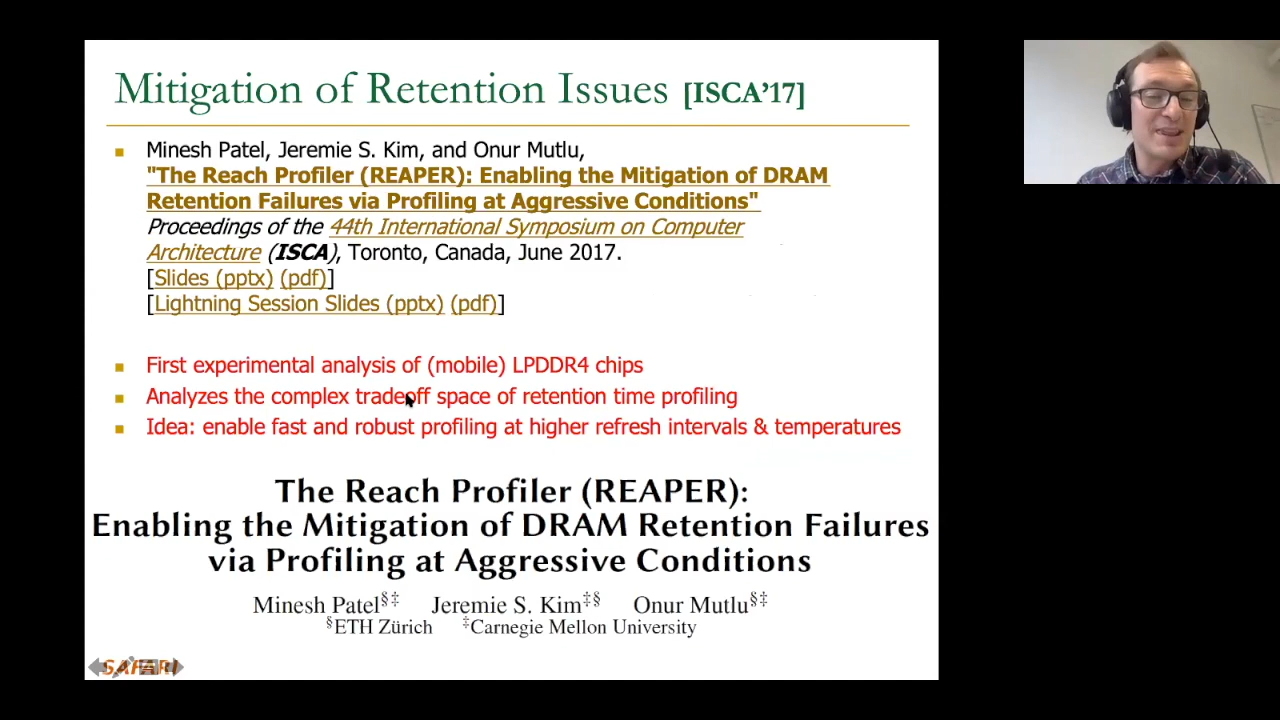 Mitigation of Retention Issues [ISCA'17]
Minesh Patel, Jeremie S. Kim, and Onur Mutlu,
"The Reach Profiler (REAPER): Enabling the Mitigation of DRAM
Retention Failures via Profiling at Aggressive Conditions"
Proceedings of the 44th International Symposium on Computer
Architecture (ISCA), Toronto, Canada, June 2017.
[Slides (pptx) (pdf)]
[Lightning Session Slides (pptx) (pdf)]
First experimental analysis of (mobile) LPDDR4 chips
Analyzes the complex tradeoff space of retention time profiling
Idea: enable fast and robust profiling at higher refresh intervals & temperatures
The Reach Profiler (REAPER):
Enabling the Mitigation of DRAM Retention Failures
via Profiling at Aggressive Conditions
Minesh Patel§‡ Jeremie S. Kim‡§ Onur Mutlu§‡
§ETH Zürich ‡Carnegie Mellon University
SAFARI